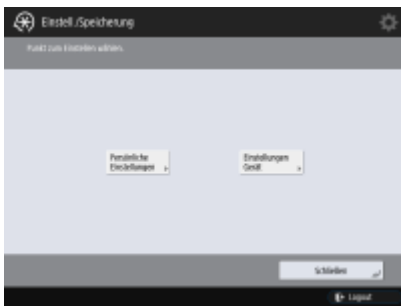 Einstell./Speicherung
Punkt zum Einstellen wählen.
Persönliche
Einstellungen
Einstellungen
Gerät
Schließen
Logout